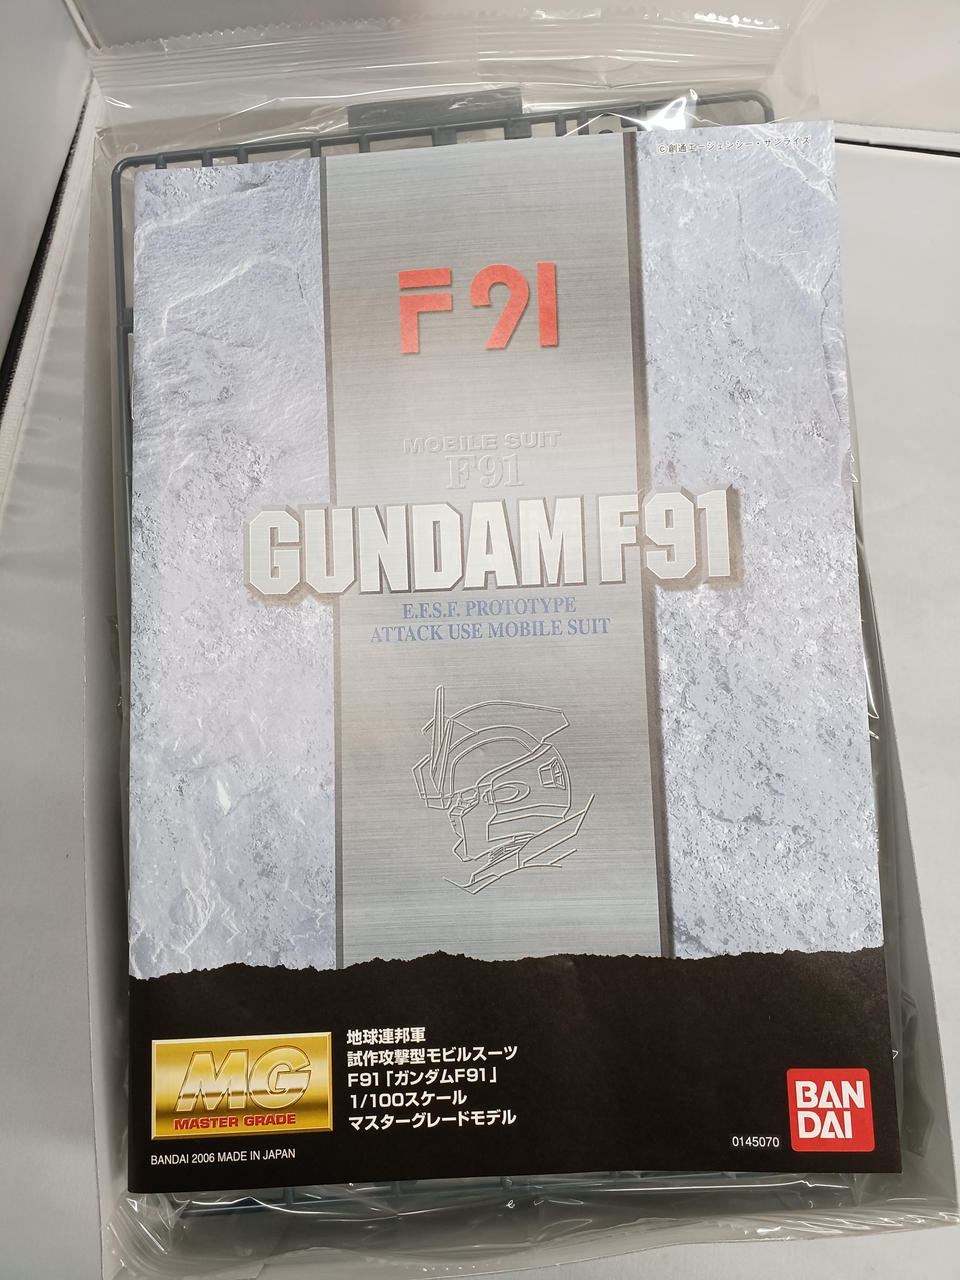 ©創通エージェンシー・サンライズ
F91
MOBILE SUIT
F91
GUNDAM F91
E.F.S.F. PROTOTYPE
ATTACK USE MOBILE SUIT
MG
MASTER GRADE
地球連邦軍
試作攻撃型モビルスーツ
F91「ガンダムF91」
1/100スケール
マスターグレードモデル
BANDAI 2006 MADE IN JAPAN
0145070
BAN
DAI